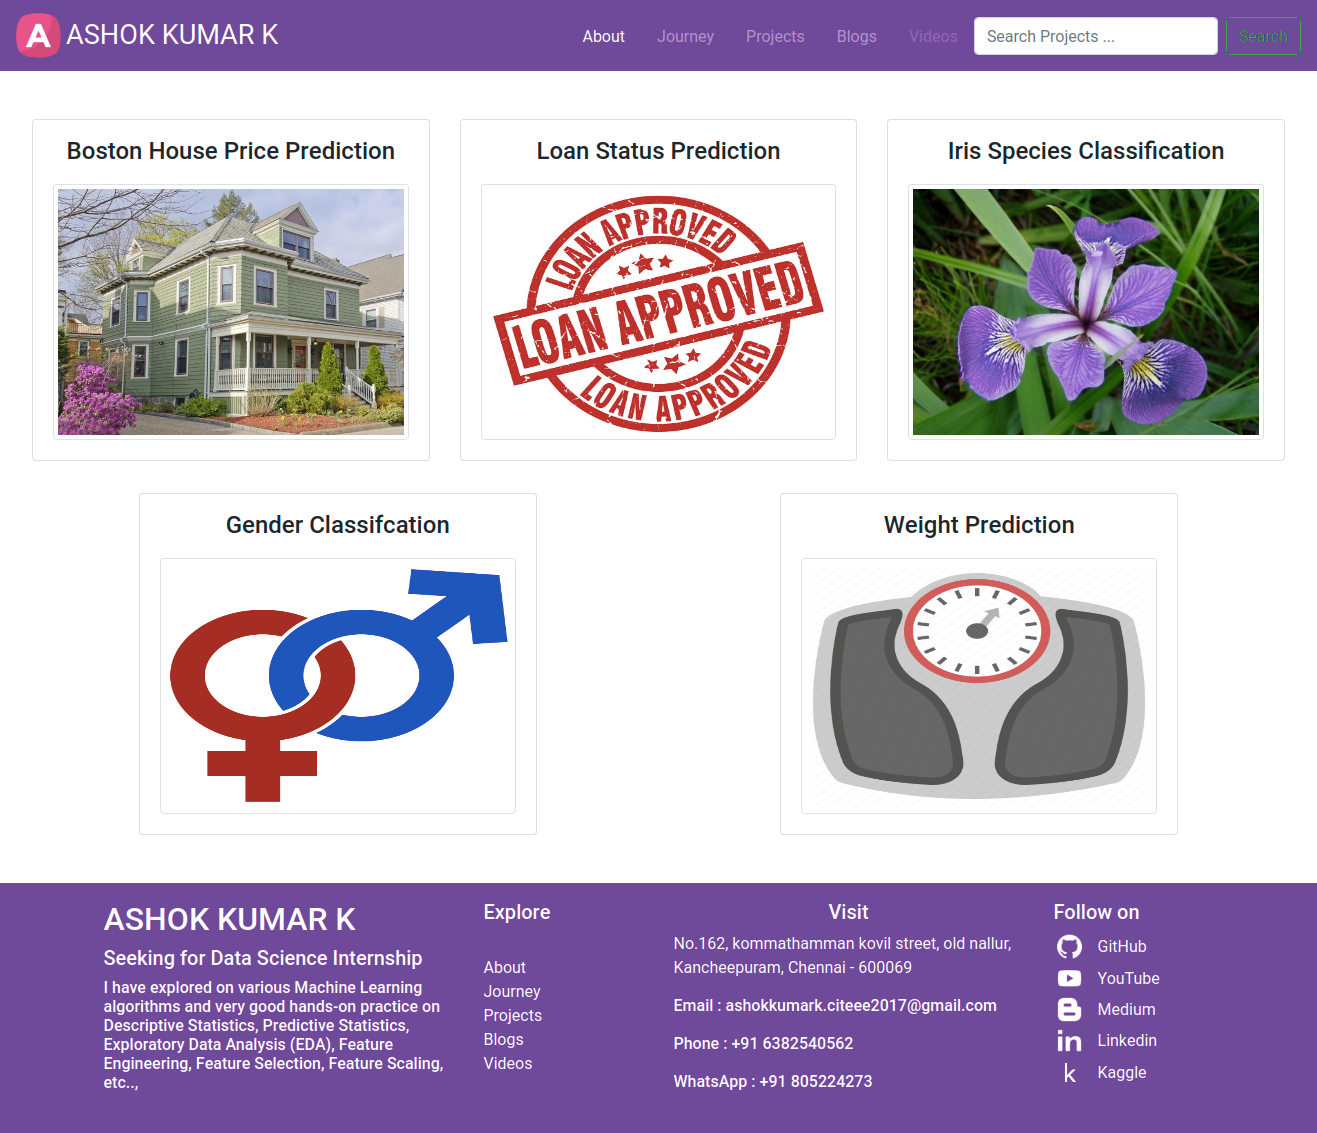 A ASHOK KUMAR K
About Journey Projects Blogs Videos Search Projects ... Search
Boston House Price Prediction
Loan Status Prediction
LOAN APPROVED
LOAN APPROVED
LOAN APPROVED
Iris Species Classification
Gender Classifcation
Weight Prediction
ASHOK KUMAR K
Seeking for Data Science Internship
I have explored on various Machine Learning
algorithms and very good hands-on practice on
Descriptive Statistics, Predictive Statistics,
Exploratory Data Analysis (EDA), Feature
Engineering, Feature Selection, Feature Scaling,
etc..,
Explore
About
Journey
Projects
Blogs
Videos
Visit
No.162, kommathamman kovil street, old nallur,
Kancheepuram, Chennai - 600069
Email : ashokkumark.citeee2017@gmail.com
Phone : +91 6382540562
WhatsApp : +91 805224273
Follow on
GitHub
YouTube
Medium
in Linkedin
k Kaggle